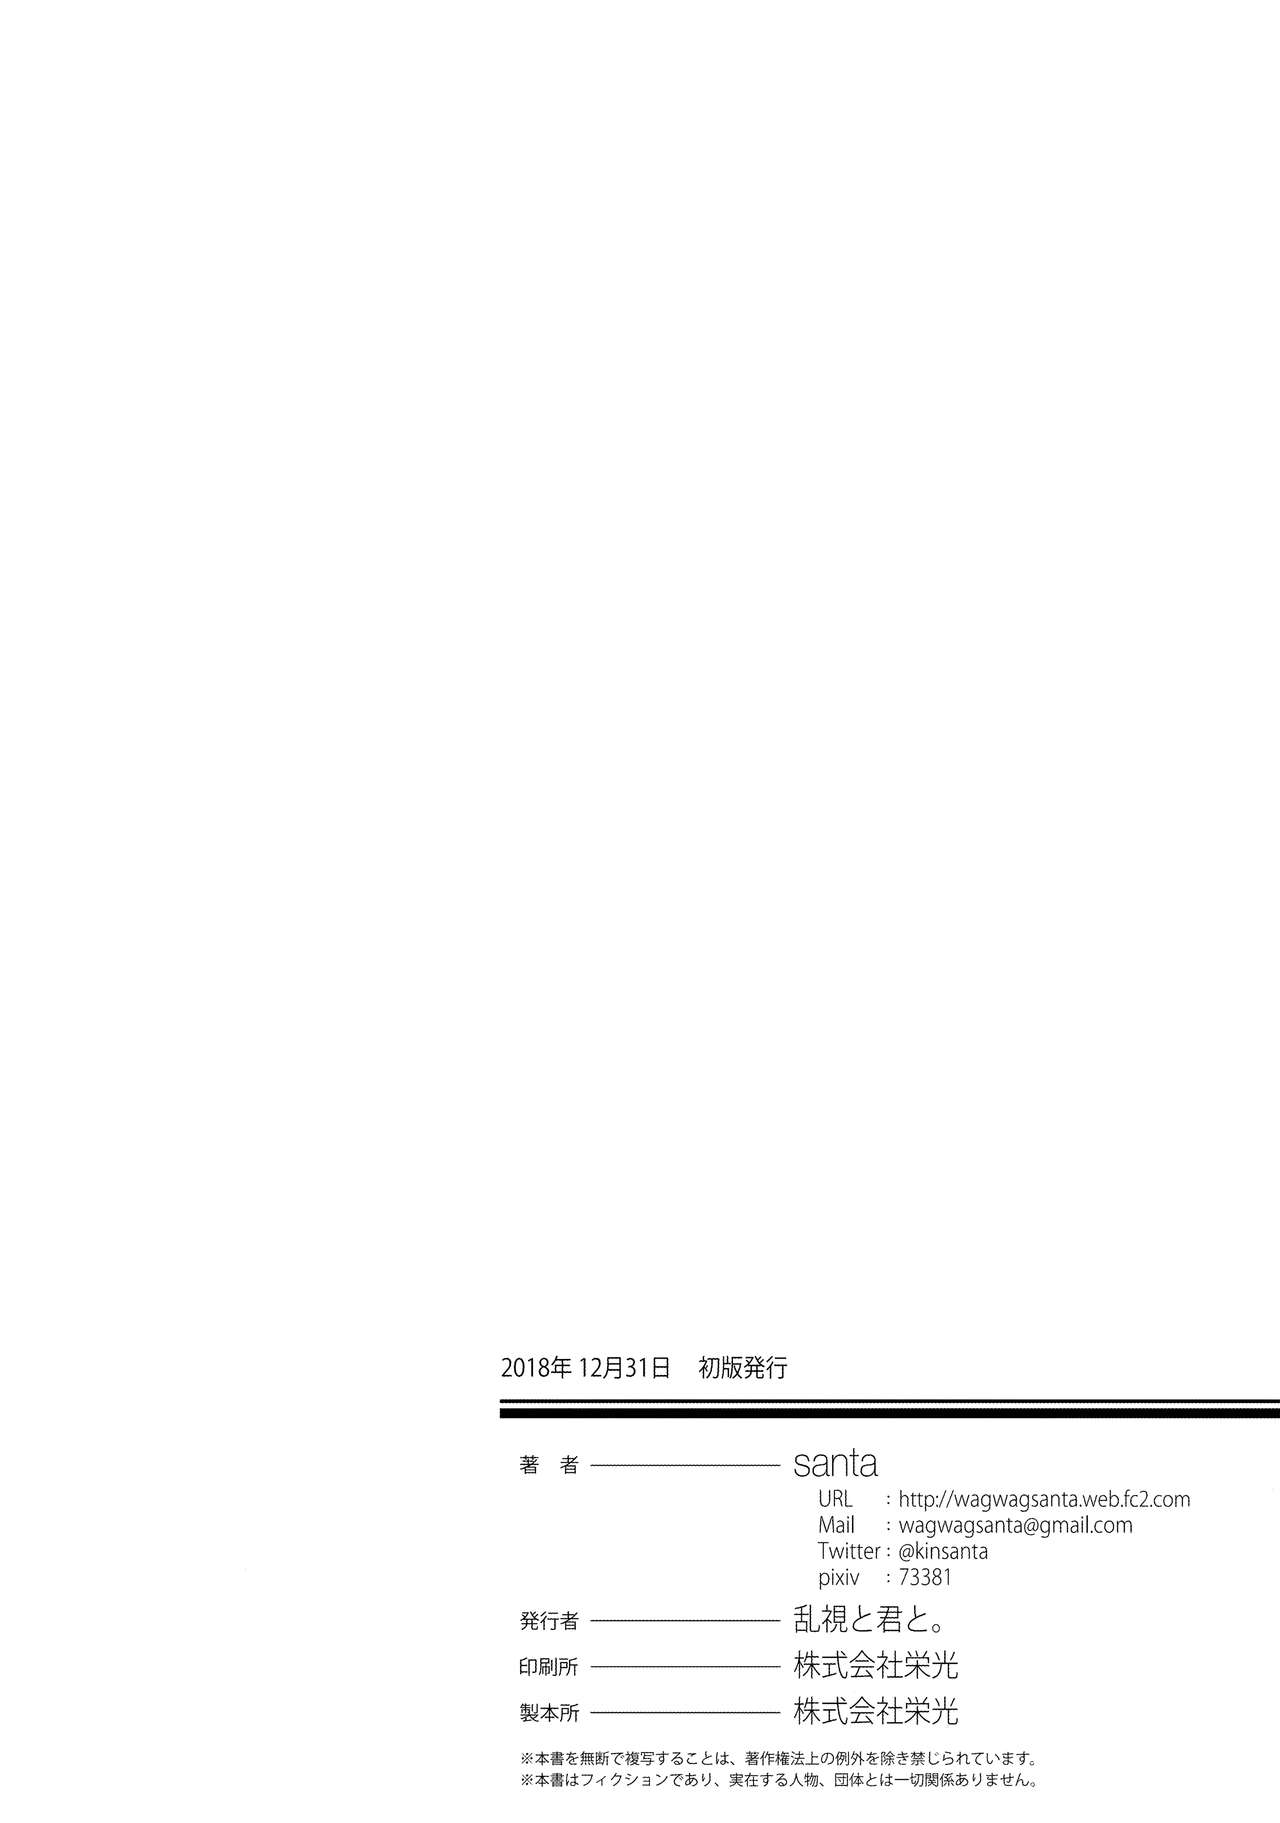 2018年 12月31日　初版発行
著　者 santa
URL : http://wagwagsanta.web.fc2.com
Mail : wagwagsanta@gmail.com
Twitter : @kinsanta
pixiv : 73381
発行者 乱視と君と。
印刷所 株式会社栄光
製本所 株式会社栄光
※本書を無断で複写することは、著作権法上の例外を除き禁じられています。
※本書はフィクションであり、実在する人物、団体とは一切関係ありません。